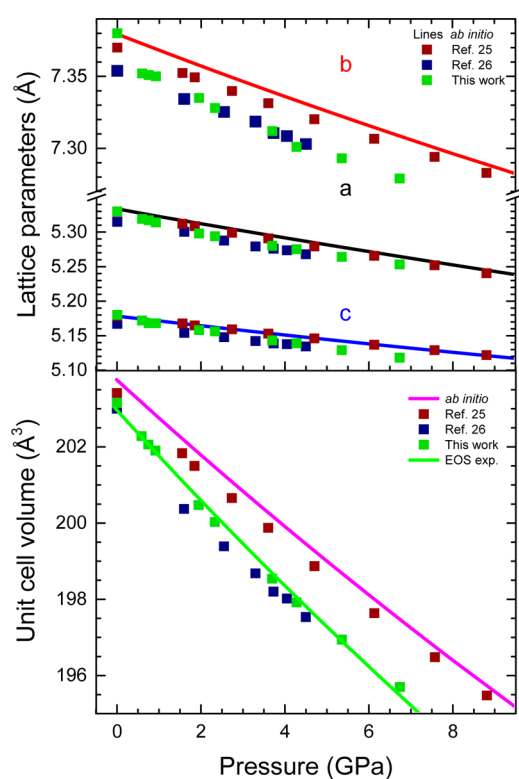 Lines ab initio
Ref. 25
Ref. 26
This work
b
a
c
7.35
7.30
5.30
5.25
5.20
5.15
5.10
Lattice parameters (Å)
ab initio
Ref. 25
Ref. 26
This work
EOS exp.
202
200
198
196
Unit cell volume (Å³)
0 2 4 6 8
Pressure (GPa)